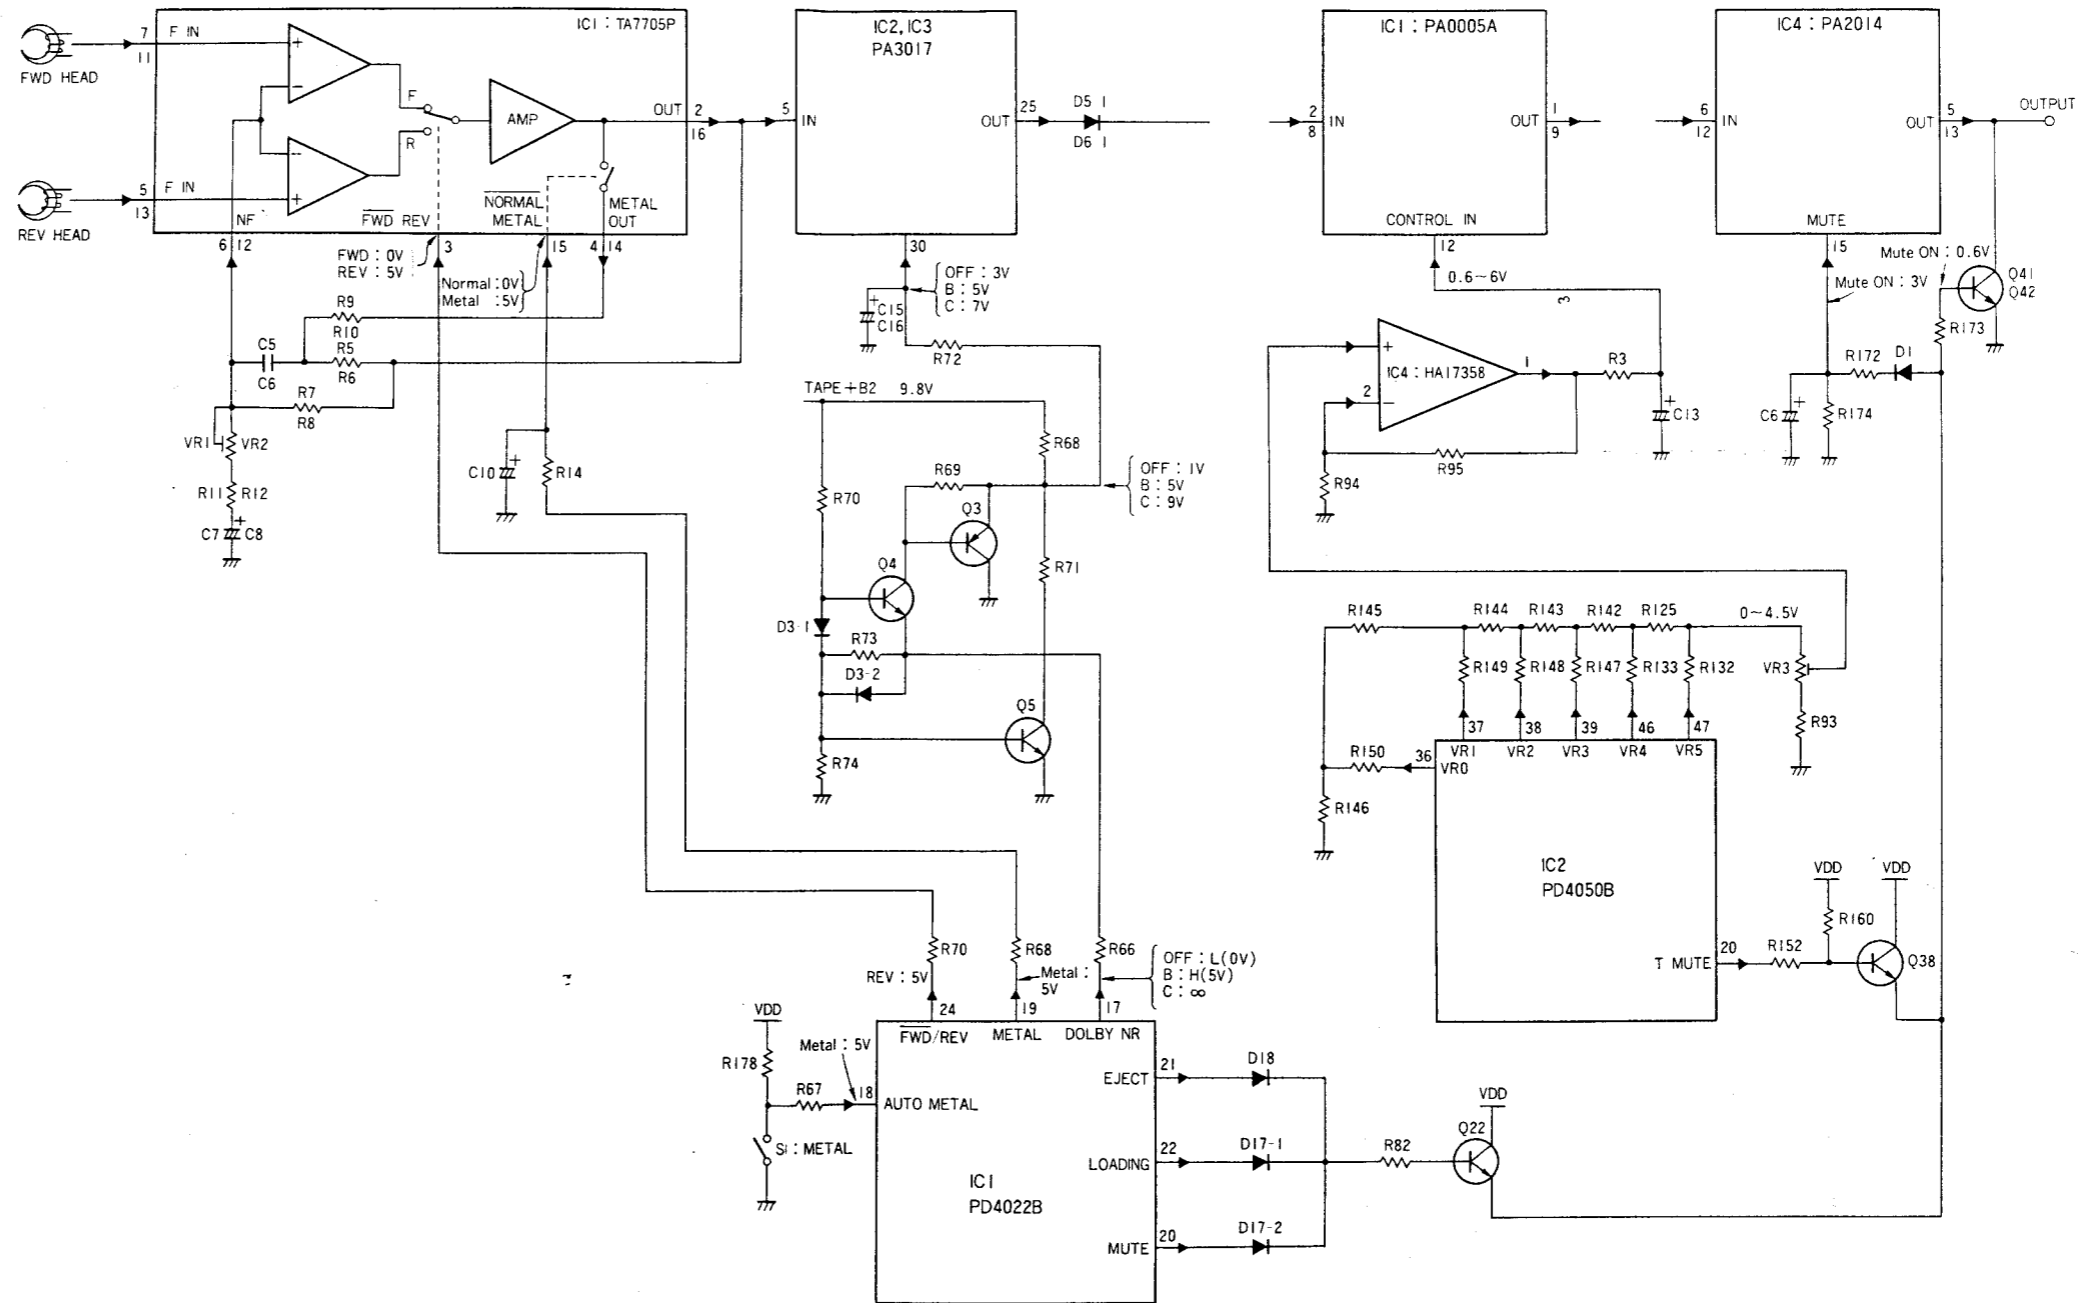 IC1 : TA7705P
7
11
F IN
FWD HEAD
+
−
F
R
AMP
OUT
2
16
5
13
F IN
REV HEAD
−
+
NF
FWD REV
NORMAL
METAL
METAL
OUT
6
12
3
15
4
14
FWD : 0V
REV : 5V
Normal : 0V
Metal : 5V
R9
R10
C5
C6
R5
R6
R7
R8
VR1
VR2
R11
R12
C7
+
C8
C10
+
R14
IC2, IC3
PA3017
5
IN
OUT
25
D5 1
D6 1
30
OFF : 3V
B : 5V
C : 7V
+
C15
C16
R72
TAPE+B2 9.8V
R68
R69
R70
OFF : 1V
B : 5V
C : 9V
Q3
Q4
R71
D3-1
R73
D3-2
Q5
R74
IC1 : PA0005A
2
8
IN
OUT
1
9
CONTROL IN
12
0.6~6V
3
+
IC4 : HA17358
1
2
−
R3
+
C13
R95
R94
IC4 : PA2014
6
12
IN
OUT
5
13
OUTPUT
MUTE
15
Mute ON : 0.6V
Mute ON : 3V
Q41
Q42
R173
R172
D1
C6
+
R174
R145
R144
R143
R142
R125
0~4.5V
R149
R148
R147
R133
R132
VR3
R93
37
38
39
46
47
VR1
VR2
VR3
VR4
VR5
R150
36
VR0
R146
IC2
PD4050B
VDD
VDD
R160
20
T MUTE
R152
Q38
R70
R68
R66
REV : 5V
Metal :
5V
OFF : L(0V)
B : H(5V)
C : ∞
24
19
17
FWD/REV
METAL
DOLBY NR
VDD
R178
Metal : 5V
R67
18
AUTO METAL
S1 : METAL
IC1
PD4022B
EJECT
21
D18
LOADING
22
D17-1
MUTE
20
D17-2
R82
Q22
VDD